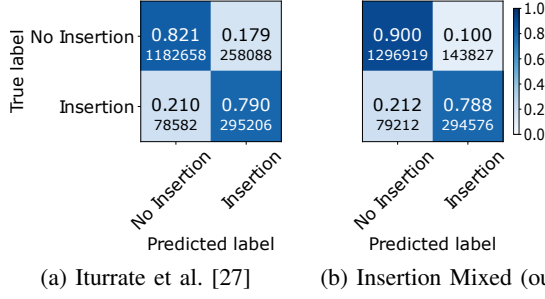 True label
No Insertion
0.821
1182658
0.179
258088
Insertion
0.210
78582
0.790
295206
No Insertion
Insertion
Predicted label
(a) Iturrate et al. [27]
0.900
1296919
0.100
143827
0.212
79212
0.788
294576
No Insertion
Insertion
Predicted label
1.0
0.8
0.6
0.4
0.2
0.0
(b) Insertion Mixed (ou